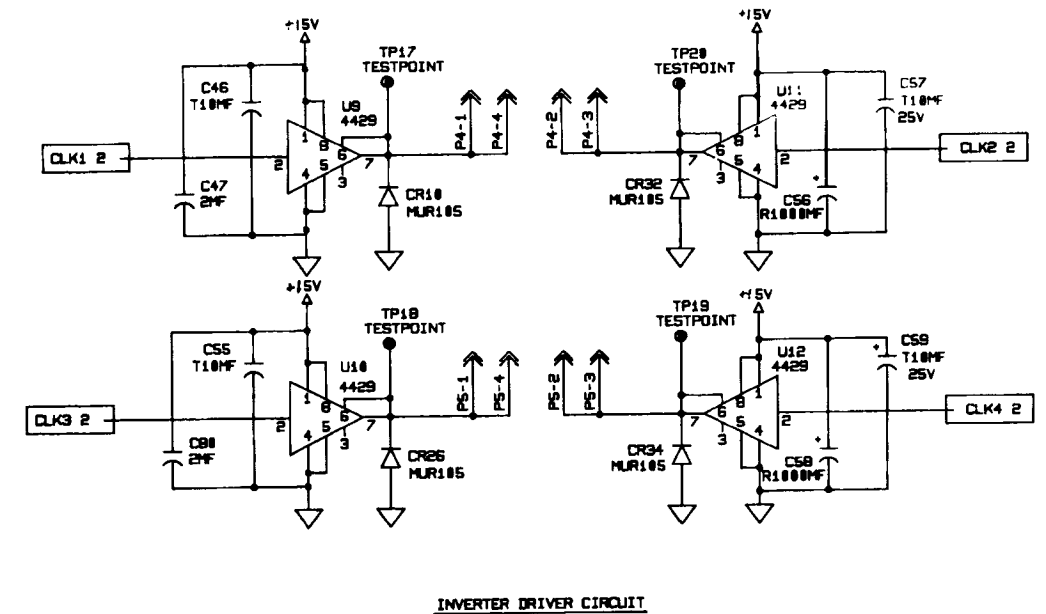 +15V
TP17
TESTPOINT
C46
T10MF
U9
4429
1
8
6
5
4
3
2
7
CLK1 2
C47
2MF
CR10
MUR105
P4-1
P4-4
+15V
TP20
TESTPOINT
P4-2
P4-3
U11
4429
8
1
6
7
5
4
3
2
C57
T10MF
25V
CLK2 2
CR32
MUR105
+
C56
R1000MF
+15V
TP18
TESTPOINT
C55
T10MF
U10
4429
1
8
6
5
4
3
2
7
CLK3 2
C80
2MF
CR26
MUR105
P5-1
P5-4
+15V
TP19
TESTPOINT
P5-2
P5-3
U12
4429
8
1
6
7
5
4
3
2
+
C59
T10MF
25V
CLK4 2
CR34
MUR105
+
C58
R1000MF
INVERTER DRIVER CIRCUIT